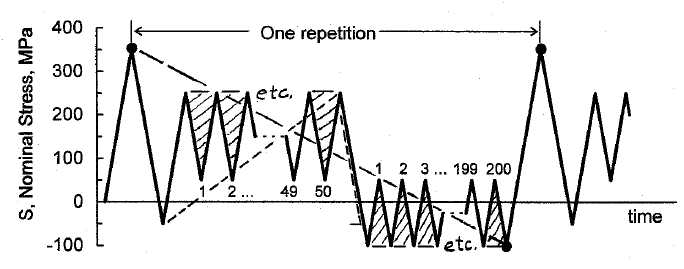 S, Nominal Stress, MPa
400
300
200
100
0
-100
One repetition
etc.
1 2 ... 49 50
1 2 3 ... 199 200
etc.
time